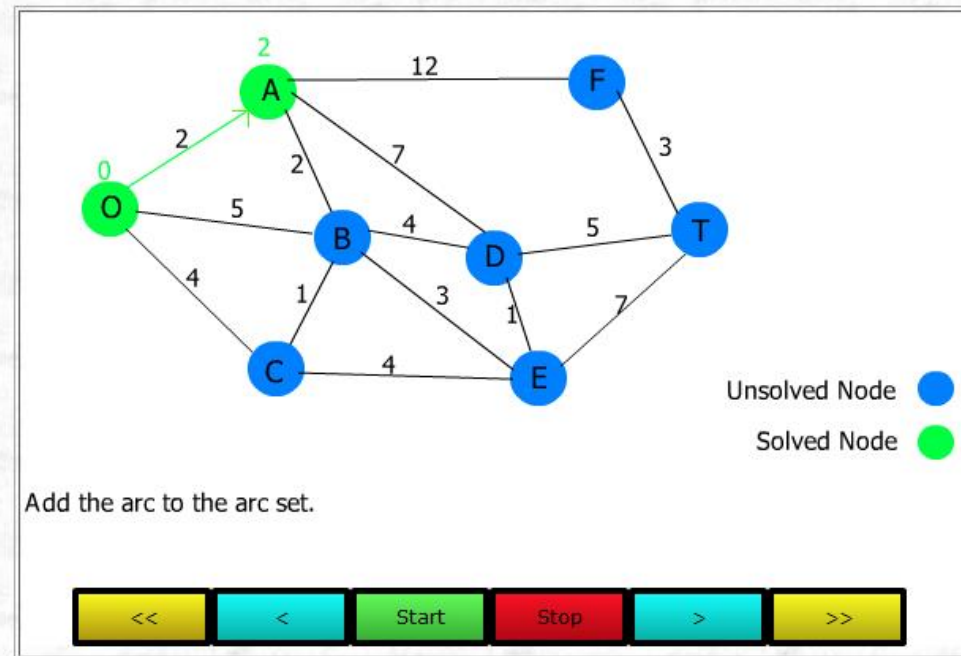 2
A
12
F
2
7
3
0
2
O
5
B
4
D
5
T
4
1
3
1
7
C
4
E
Unsolved Node
Solved Node
Add the arc to the arc set.
<< < Start Stop > >>